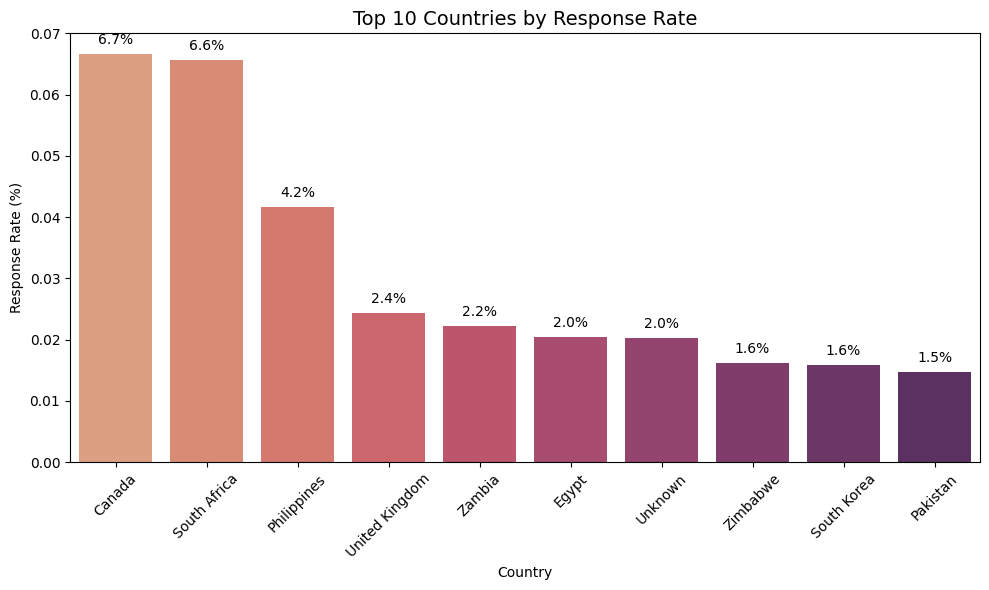 Top 10 Countries by Response Rate
Response Rate (%)
0.07
0.06
0.05
0.04
0.03
0.02
0.01
0.00
6.7%
6.6%
4.2%
2.4%
2.2%
2.0%
2.0%
1.6%
1.6%
1.5%
Canada
South Africa
Philippines
United Kingdom
Zambia
Egypt
Unknown
Zimbabwe
South Korea
Pakistan
Country